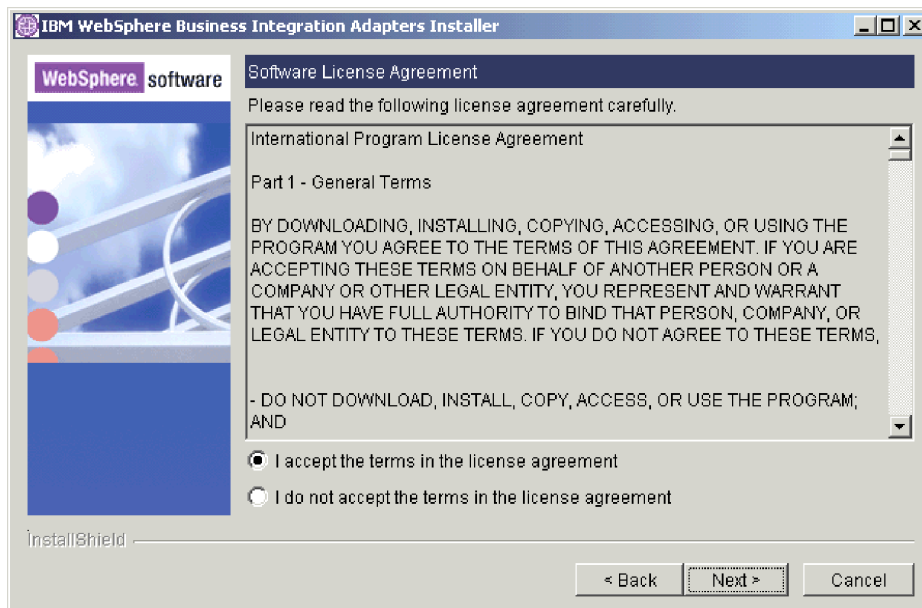 IBM WebSphere Business Integration Adapters Installer
WebSphere software
Software License Agreement
Please read the following license agreement carefully.
International Program License Agreement
Part 1 - General Terms
BY DOWNLOADING, INSTALLING, COPYING, ACCESSING, OR USING THE
PROGRAM YOU AGREE TO THE TERMS OF THIS AGREEMENT. IF YOU ARE
ACCEPTING THESE TERMS ON BEHALF OF ANOTHER PERSON OR A
COMPANY OR OTHER LEGAL ENTITY, YOU REPRESENT AND WARRANT
THAT YOU HAVE FULL AUTHORITY TO BIND THAT PERSON, COMPANY, OR
LEGAL ENTITY TO THESE TERMS. IF YOU DO NOT AGREE TO THESE TERMS,
- DO NOT DOWNLOAD, INSTALL, COPY, ACCESS, OR USE THE PROGRAM;
AND
I accept the terms in the license agreement
I do not accept the terms in the license agreement
InstallShield
< Back Next > Cancel